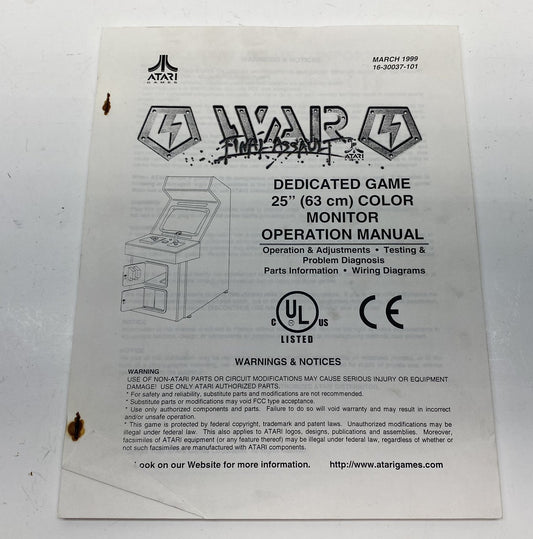 ATARI
GAMES
MARCH 1999
16-30037-101
WAR
FINAL ASSAULT
ATARI
DEDICATED GAME
25" (63 cm) COLOR
MONITOR
OPERATION MANUAL
Operation & Adjustments • Testing &
Problem Diagnosis
Parts Information • Wiring Diagrams
C UL US
LISTED
CE
WARNINGS & NOTICES
WARNING
USE OF NON-ATARI PARTS OR CIRCUIT MODIFICATIONS MAY CAUSE SERIOUS INJURY OR EQUIPMENT
DAMAGE! USE ONLY ATARI AUTHORIZED PARTS.
* For safety and reliability, substitute parts and modifications are not recommended.
* Substitute parts or modifications may void FCC type acceptance.
* Use only authorized components and parts. Failure to do so will void warranty and may result in incorrect
and/or unsafe operation.
* This game is protected by federal copyright, trademark and patent laws. Unauthorized modifications may be
illegal under federal law. This also applies to ATARI logos, designs, publications and assemblies. Moreover,
facsimiles of ATARI equipment (or any feature thereof) may be illegal under federal law, regardless of whether or
not such facsimiles are manufactured with ATARI components.
Look on our Website for more information. http://www.atarigames.com